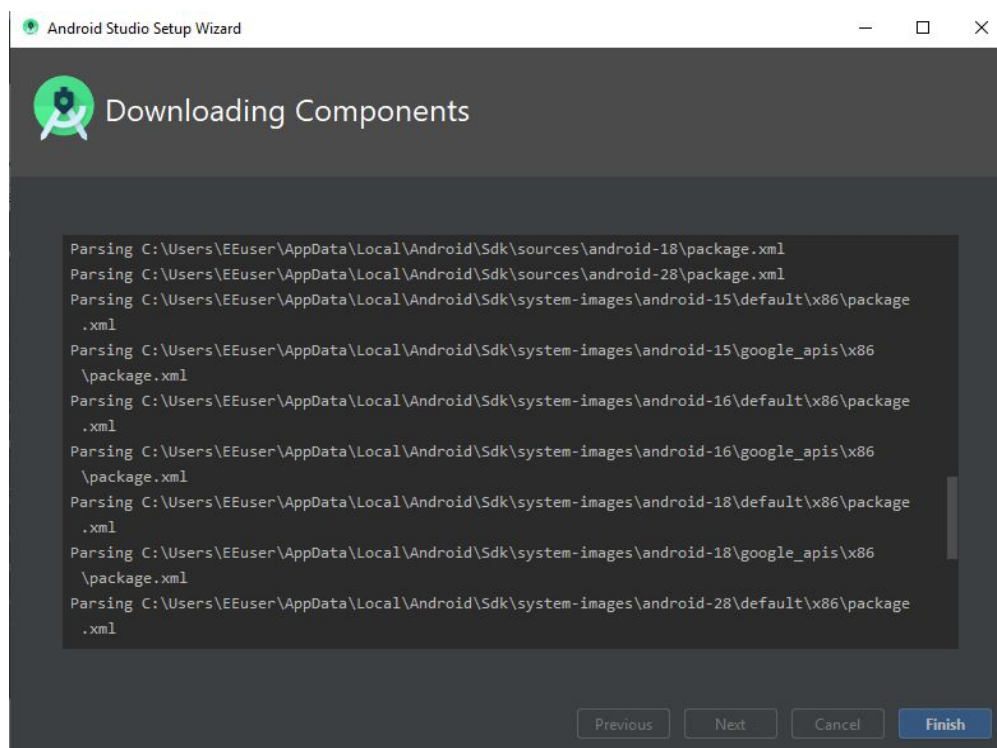 Android Studio Setup Wizard
Downloading Components
Parsing C:\Users\EEuser\AppData\Local\Android\Sdk\sources\android-18\package.xml
Parsing C:\Users\EEuser\AppData\Local\Android\Sdk\sources\android-28\package.xml
Parsing C:\Users\EEuser\AppData\Local\Android\Sdk\system-images\android-15\default\x86\package
.xml
Parsing C:\Users\EEuser\AppData\Local\Android\Sdk\system-images\android-15\google_apis\x86
\package.xml
Parsing C:\Users\EEuser\AppData\Local\Android\Sdk\system-images\android-16\default\x86\package
.xml
Parsing C:\Users\EEuser\AppData\Local\Android\Sdk\system-images\android-16\google_apis\x86
\package.xml
Parsing C:\Users\EEuser\AppData\Local\Android\Sdk\system-images\android-18\default\x86\package
.xml
Parsing C:\Users\EEuser\AppData\Local\Android\Sdk\system-images\android-18\google_apis\x86
\package.xml
Parsing C:\Users\EEuser\AppData\Local\Android\Sdk\system-images\android-28\default\x86\package
.xml
Previous Next Cancel Finish